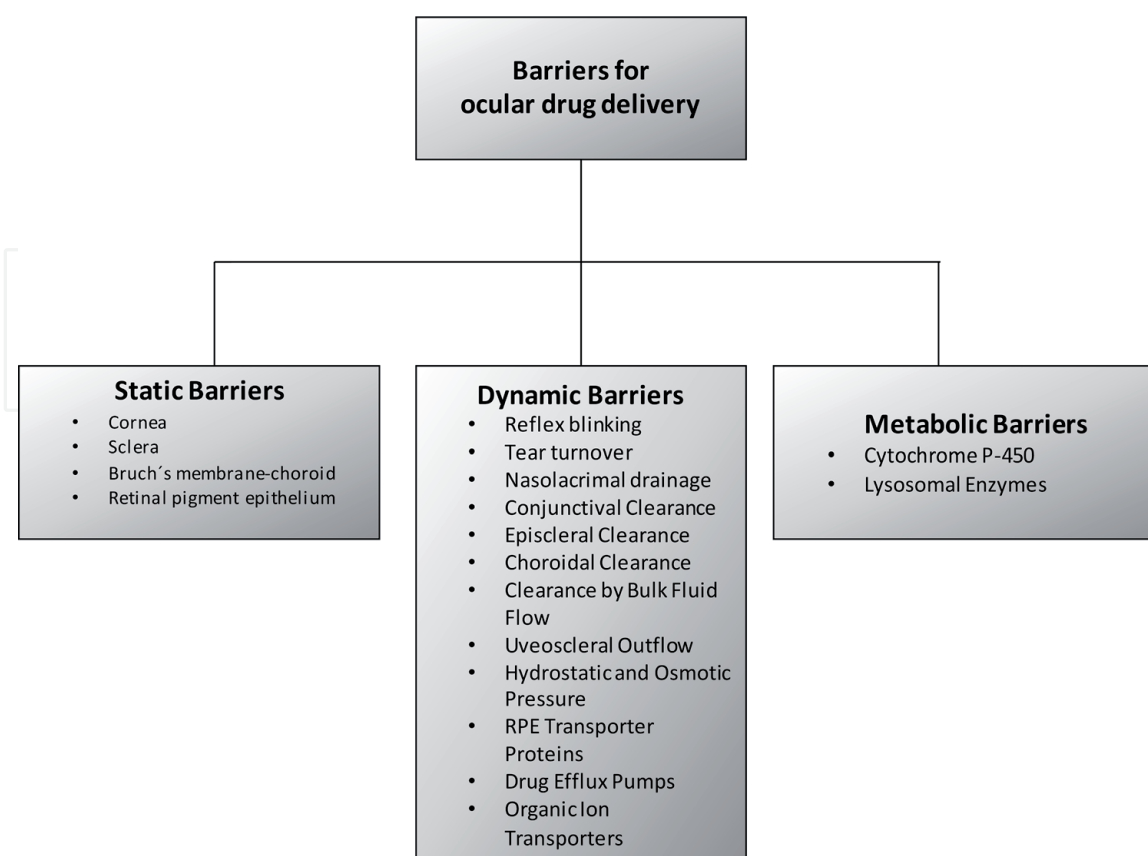 Barriers for
ocular drug delivery
Static Barriers
• Cornea
• Sclera
• Bruch´s membrane-choroid
• Retinal pigment epithelium
Dynamic Barriers
• Reflex blinking
• Tear turnover
• Nasolacrimal drainage
• Conjunctival Clearance
• Episcleral Clearance
• Choroidal Clearance
• Clearance by Bulk Fluid
Flow
• Uveoscleral Outflow
• Hydrostatic and Osmotic
Pressure
• RPE Transporter
Proteins
• Drug Efflux Pumps
• Organic Ion
Transporters
Metabolic Barriers
• Cytochrome P-450
• Lysosomal Enzymes